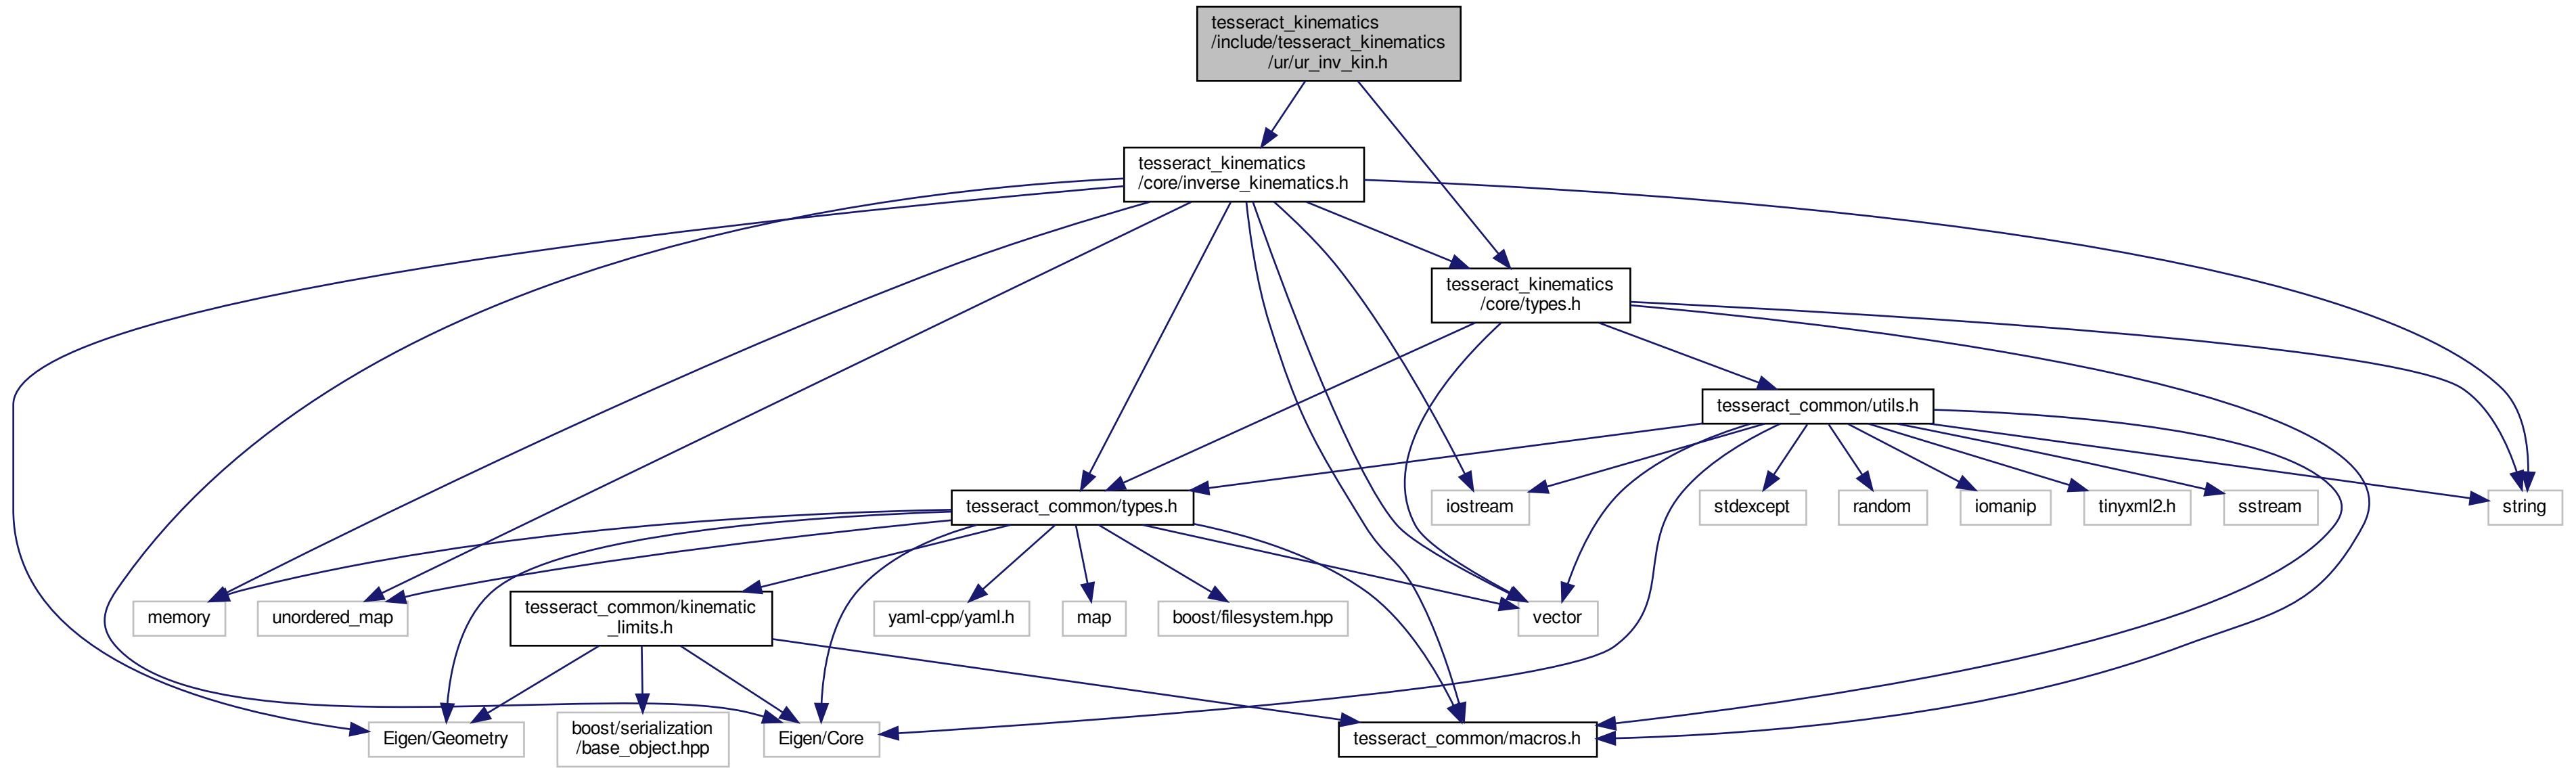 tesseract_kinematics
/include/tesseract_kinematics
/ur/ur_inv_kin.h
tesseract_kinematics
/core/inverse_kinematics.h
tesseract_kinematics
/core/types.h
tesseract_common/utils.h
tesseract_common/types.h
iostream
stdexcept
random
iomanip
tinyxml2.h
sstream
string
memory
unordered_map
tesseract_common/kinematic
_limits.h
yaml-cpp/yaml.h
map
boost/filesystem.hpp
vector
Eigen/Geometry
boost/serialization
/base_object.hpp
Eigen/Core
tesseract_common/macros.h